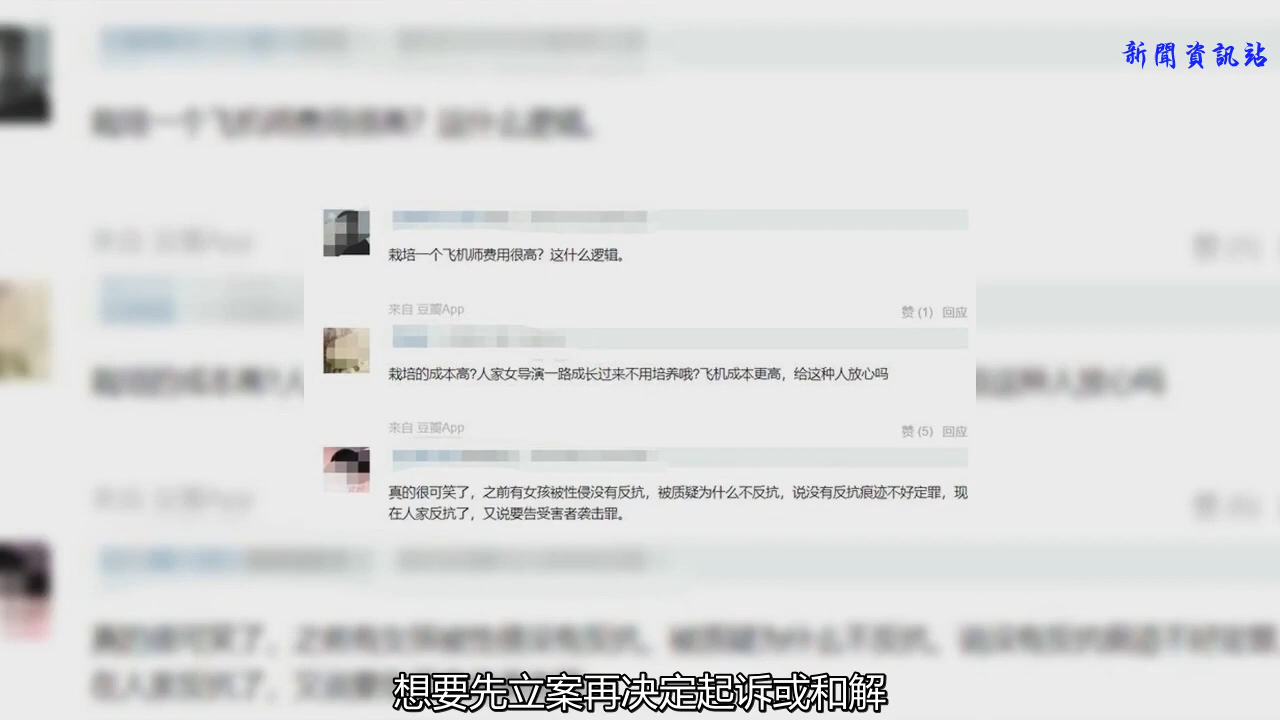 新聞資訊站
栽培一个飞机师费用很高？这什么逻辑。
来自 豆瓣App
赞 (1) 回应
栽培的成本高?人家女导演一路成长过来不用培养哦?飞机成本更高，给这种人放心吗
来自 豆瓣App
赞 (5) 回应
真的很可笑了，之前有女孩被性侵没有反抗，被质疑为什么不反抗，说没有反抗痕迹不好定罪，现
在人家反抗了，又说要告受害者袭击罪。
想要先立案再决定起诉或和解